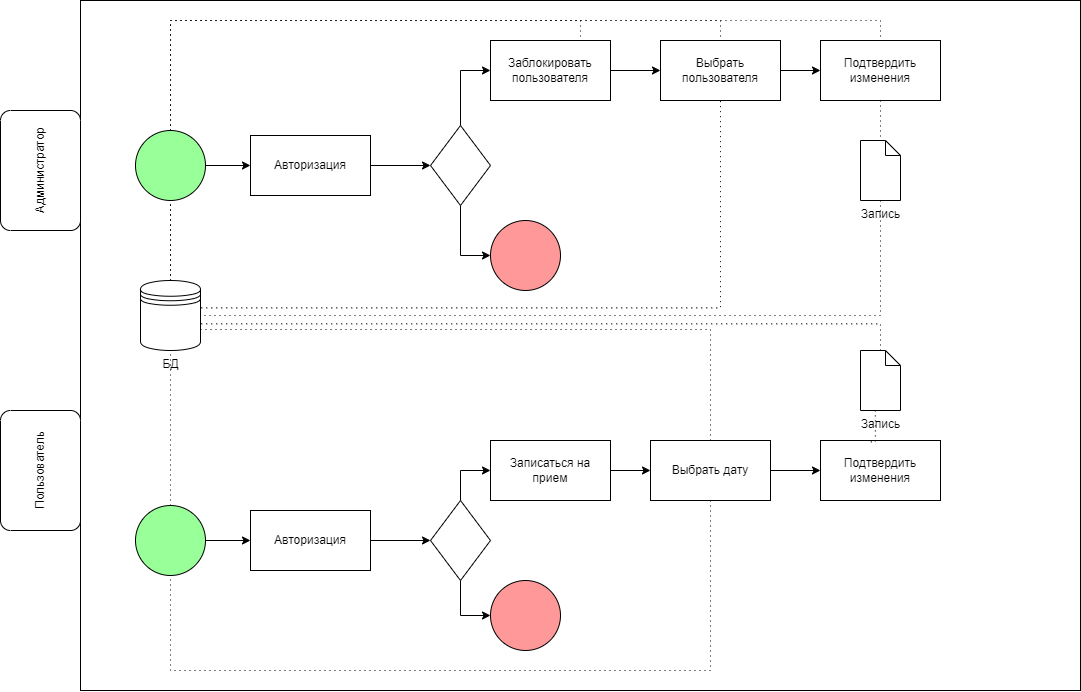 Администратор
Заблокировать
пользователя
Выбрать
пользователя
Подтвердить
изменения
Авторизация
Запись
БД
Пользователь
Запись
Записаться на
прием
Выбрать дату
Подтвердить
изменения
Авторизация